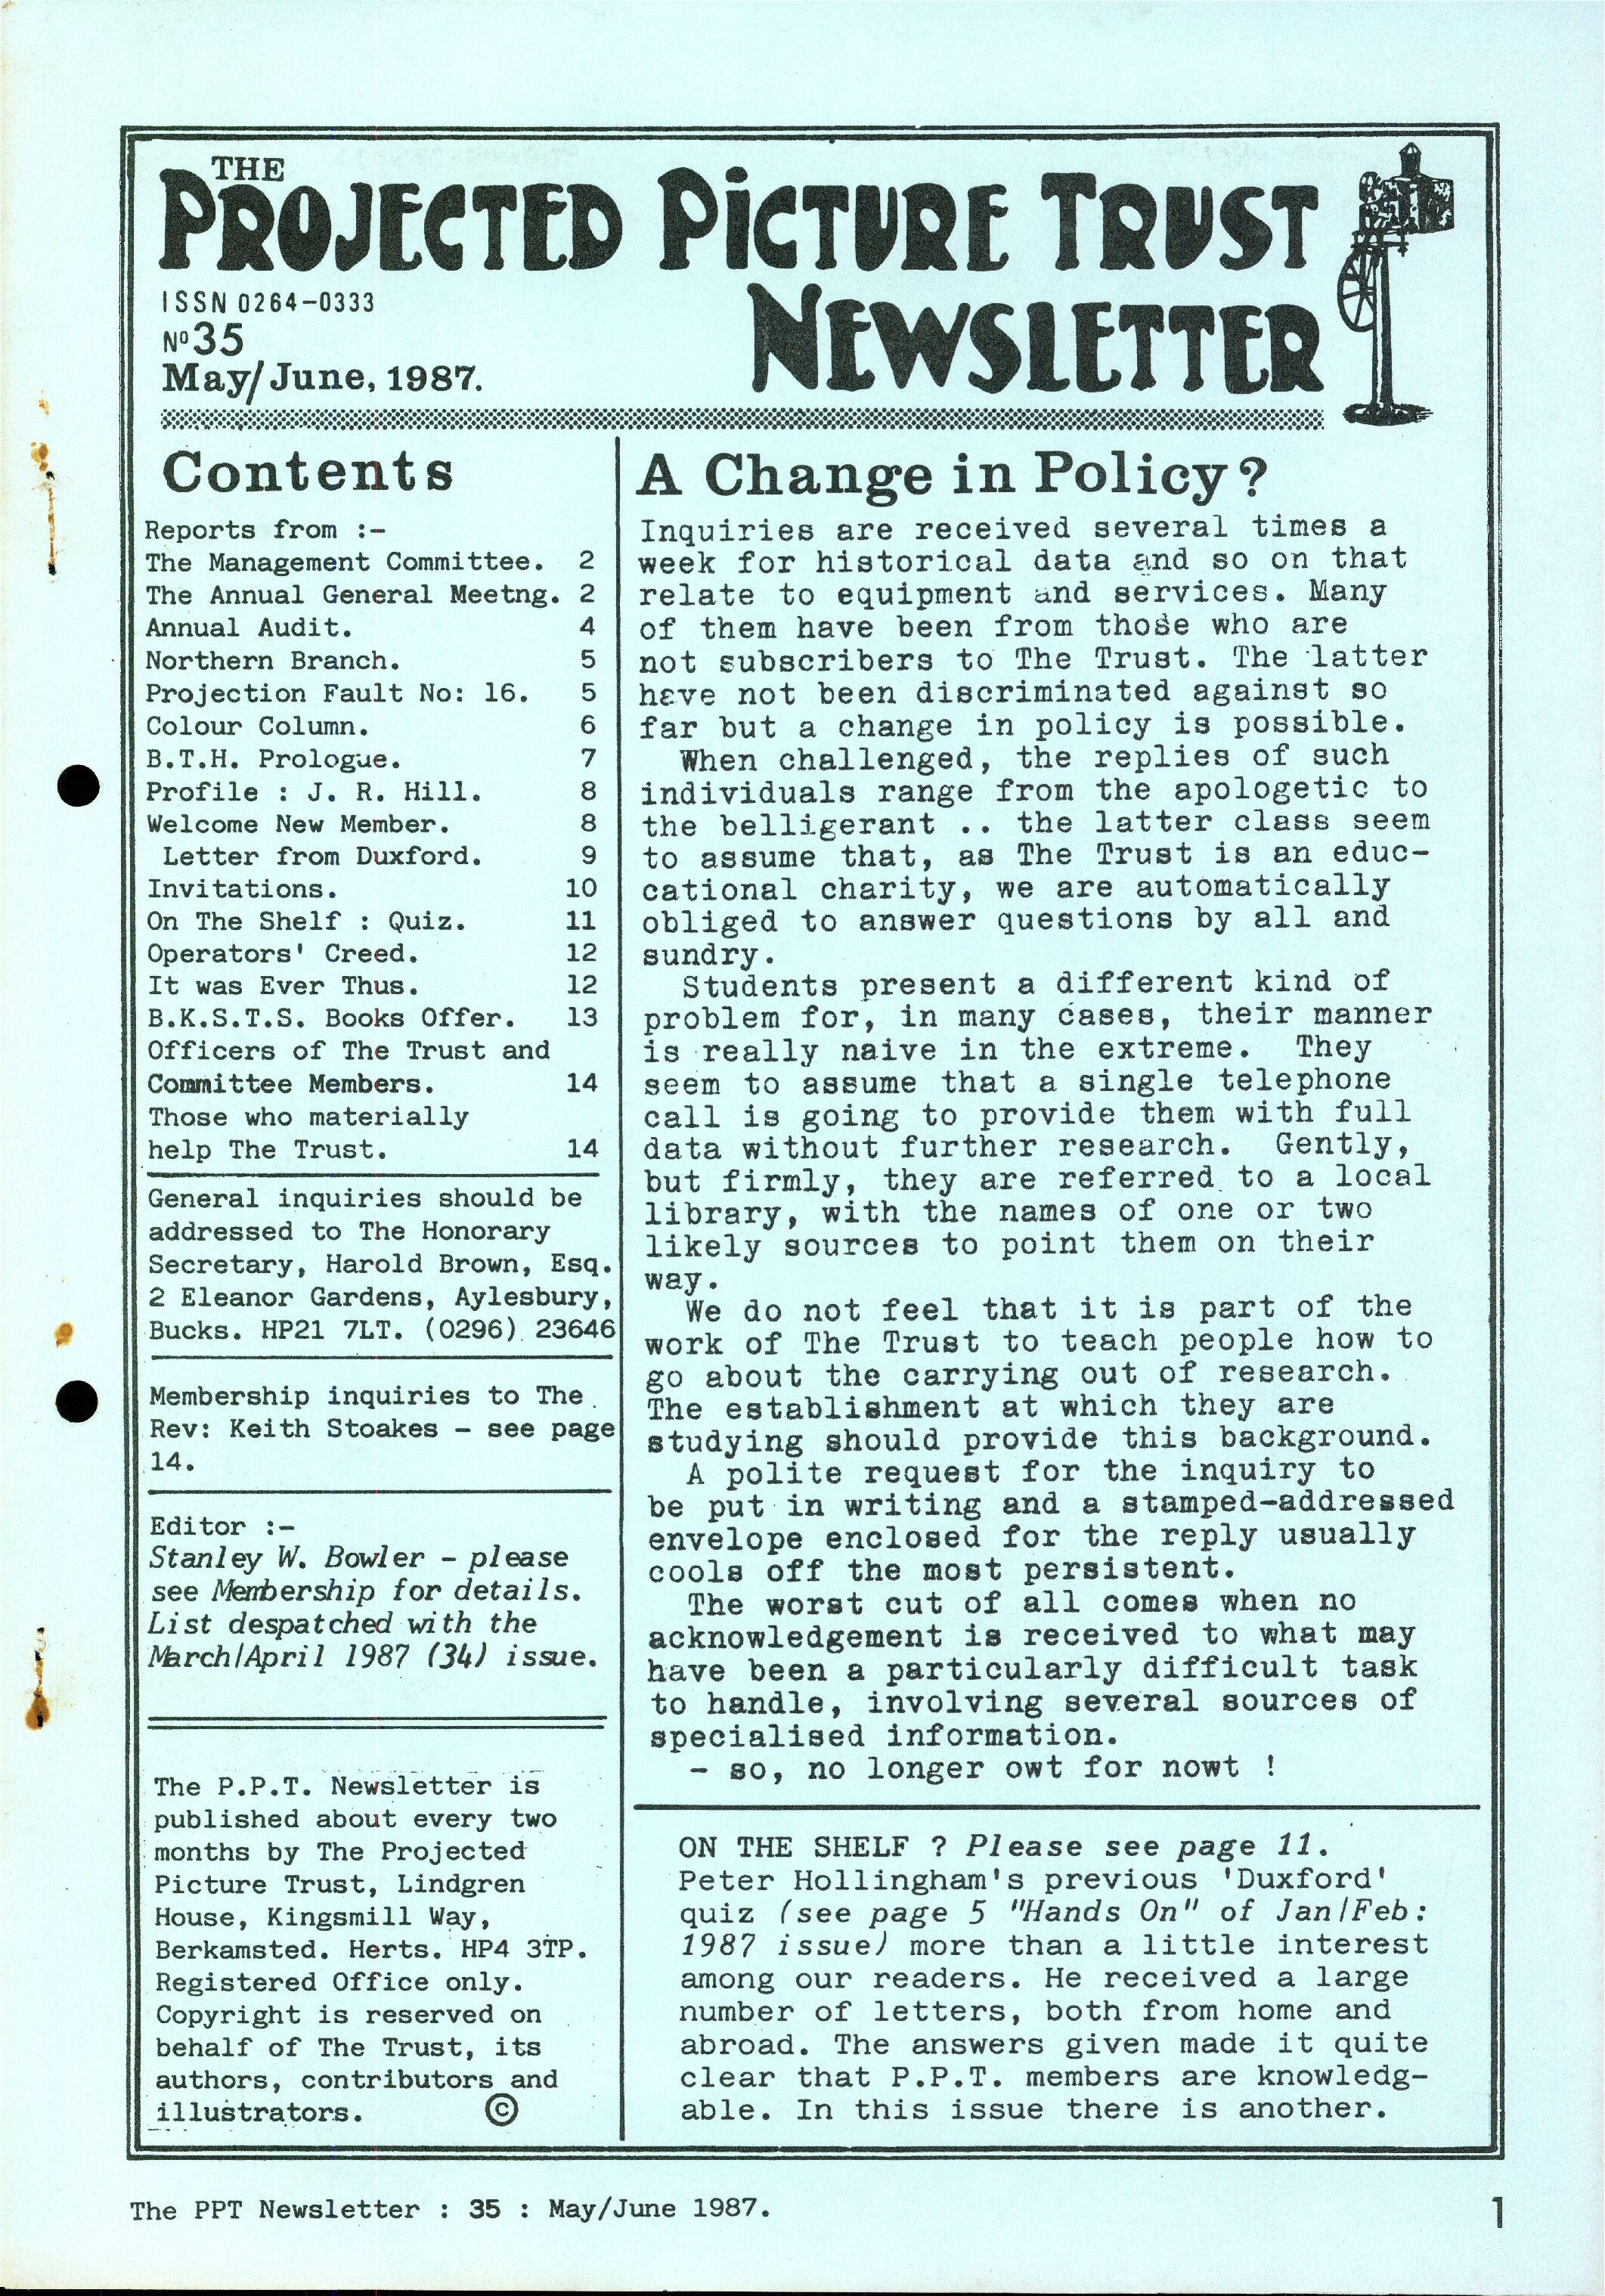 THE
PROJECTED PICTURE TRUST
NEWSLETTER
ISSN 0264-0333
Nº 35
May/June, 1987.
Contents
Reports from :-
The Management Committee. 2
The Annual General Meetng. 2
Annual Audit. 4
Northern Branch. 5
Projection Fault No: 16. 5
Colour Column. 6
B.T.H. Prologue. 7
Profile : J. R. Hill. 8
Welcome New Member. 8
Letter from Duxford. 9
Invitations. 10
On The Shelf : Quiz. 11
Operators' Creed. 12
It was Ever Thus. 12
B.K.S.T.S. Books Offer. 13
Officers of The Trust and
Committee Members. 14
Those who materially
help The Trust. 14
General inquiries should be
addressed to The Honorary
Secretary, Harold Brown, Esq.
2 Eleanor Gardens, Aylesbury,
Bucks. HP21 7LT. (0296) 23646
Membership inquiries to The
Rev: Keith Stoakes - see page
14.
Editor :-
Stanley W. Bowler - please
see Membership for details.
List despatched with the
March/April 1987 (34) issue.
The P.P.T. Newsletter is
published about every two
months by The Projected
Picture Trust, Lindgren
House, Kingsmill Way,
Berkamsted. Herts. HP4 3TP.
Registered Office only.
Copyright is reserved on
behalf of The Trust, its
authors, contributors and
illustrators. ©
A Change in Policy?
Inquiries are received several times a
week for historical data and so on that
relate to equipment and services. Many
of them have been from those who are
not subscribers to The Trust. The latter
have not been discriminated against so
far but a change in policy is possible.
When challenged, the replies of such
individuals range from the apologetic to
the belligerant .. the latter class seem
to assume that, as The Trust is an educ-
cational charity, we are automatically
obliged to answer questions by all and
sundry.
Students present a different kind of
problem for, in many cases, their manner
is really naive in the extreme. They
seem to assume that a single telephone
call is going to provide them with full
data without further research. Gently,
but firmly, they are referred to a local
library, with the names of one or two
likely sources to point them on their
way.
We do not feel that it is part of the
work of The Trust to teach people how to
go about the carrying out of research.
The establishment at which they are
studying should provide this background.
A polite request for the inquiry to
be put in writing and a stamped-addressed
envelope enclosed for the reply usually
cools off the most persistent.
The worst cut of all comes when no
acknowledgement is received to what may
have been a particularly difficult task
to handle, involving several sources of
specialised information.
- so, no longer owt for nowt !
ON THE SHELF ? Please see page 11.
Peter Hollingham's previous 'Duxford'
quiz (see page 5 "Hands On" of Jan/Feb:
1987 issue) more than a little interest
among our readers. He received a large
number of letters, both from home and
abroad. The answers given made it quite
clear that P.P.T. members are knowledg-
able. In this issue there is another.
The PPT Newsletter : 35 : May/June 1987.
1